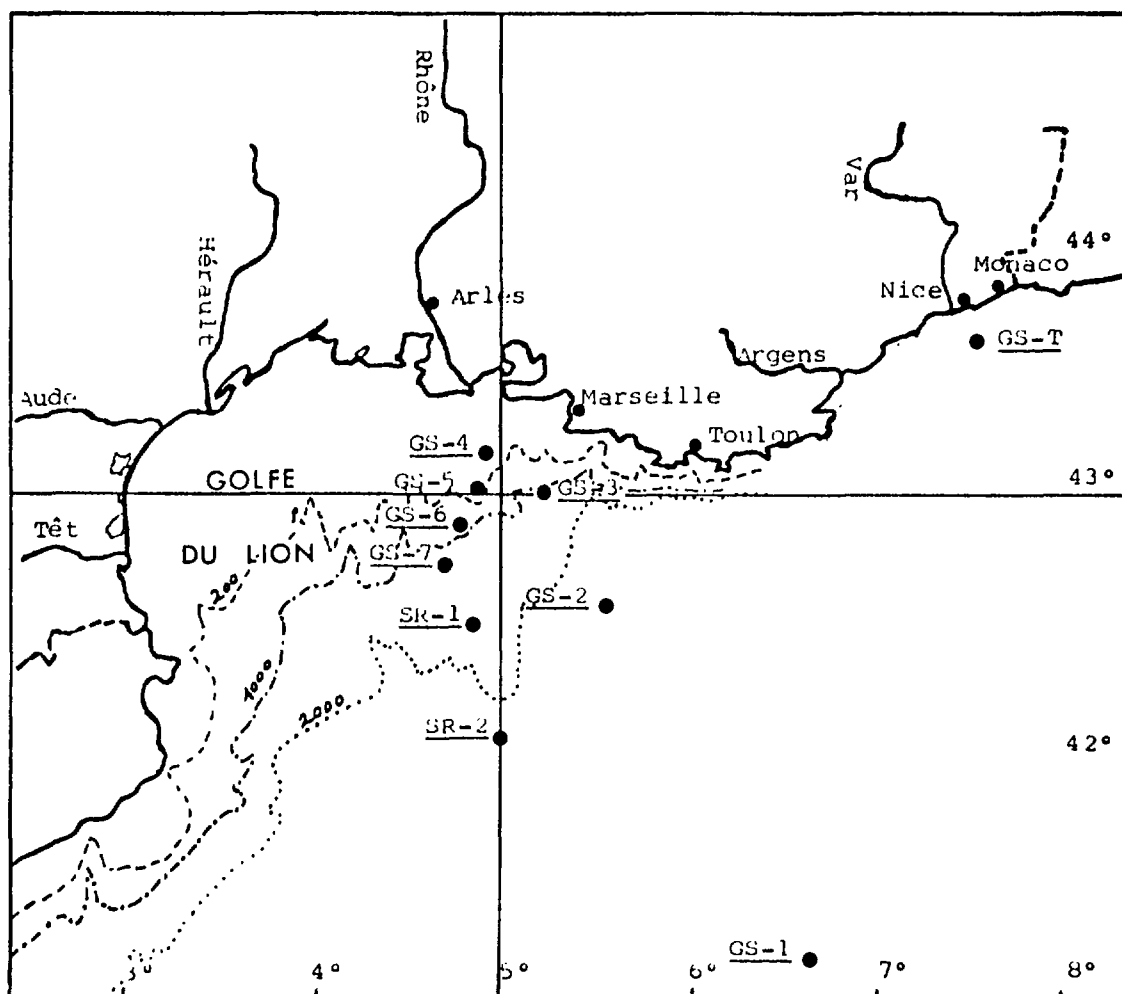 Rhône
Var
Hérault
44°
Monaco
Nice
Arles
GS-T
Argens
Aude
Marseille
Toulon
GS-4
GOLFE
GS-5
GS-3
43°
GS-6
Têt
DU LION
GS-7
200
GS-2
SR-1
1000
2000
SR-2
42°
GS-1
3°
4°
5°
6°
7°
8°